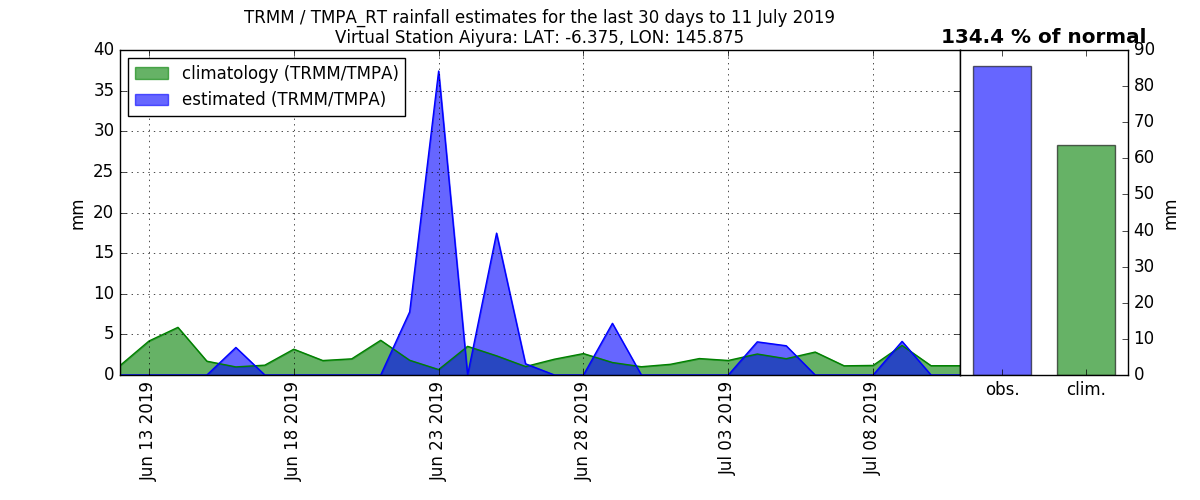 TRMM / TMPA_RT rainfall estimates for the last 30 days to 11 July 2019
Virtual Station Aiyura: LAT: -6.375, LON: 145.875
134.4 % of normal
climatology (TRMM/TMPA)
estimated (TRMM/TMPA)
mm
40
35
30
25
20
15
10
5
0
Jun 13 2019
Jun 18 2019
Jun 23 2019
Jun 28 2019
Jul 03 2019
Jul 08 2019
90
80
70
60
50
40
30
20
10
0
mm
obs.
clim.